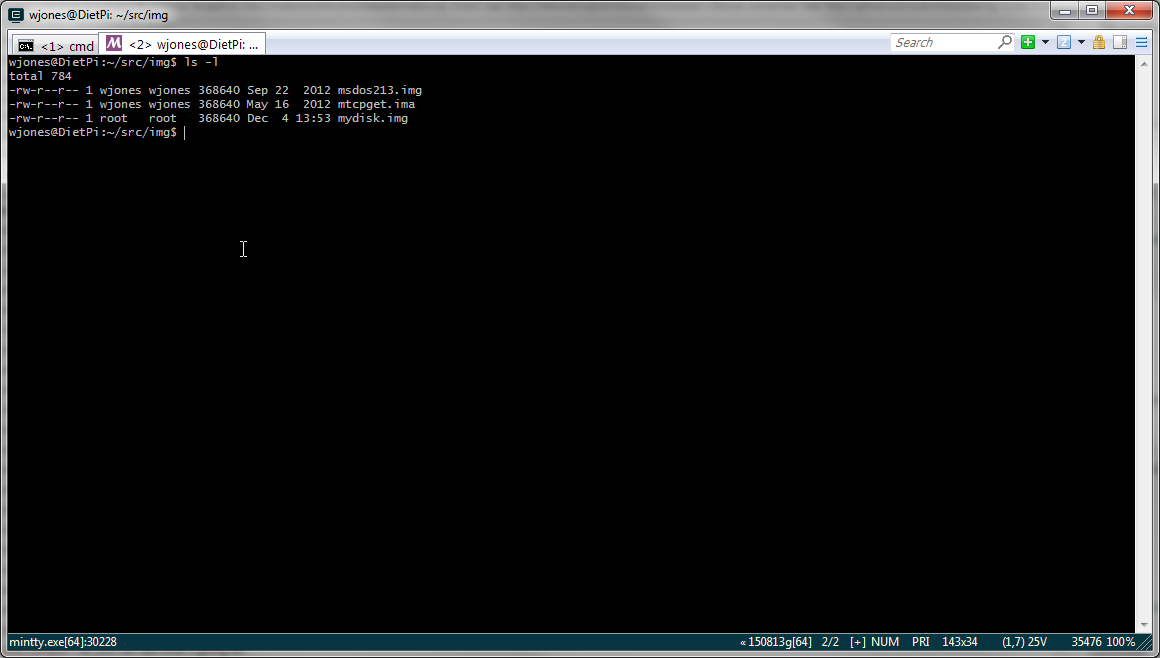 wjones@DietPi: ~/src/img
<1> cmd
<2> wjones@DietPi: ...
Search
wjones@DietPi:~/src/img$ ls -l
total 784
-rw-r--r-- 1 wjones wjones 368640 Sep 22  2012 msdos213.img
-rw-r--r-- 1 wjones wjones 368640 May 16  2012 mtcpget.ima
-rw-r--r-- 1 root   root   368640 Dec  4 13:53 mydisk.img
wjones@DietPi:~/src/img$
mintty.exe[64]:30228 «150813g[64] 2/2 [+] NUM PRI 143x34 (1,7) 25V 35476 100%